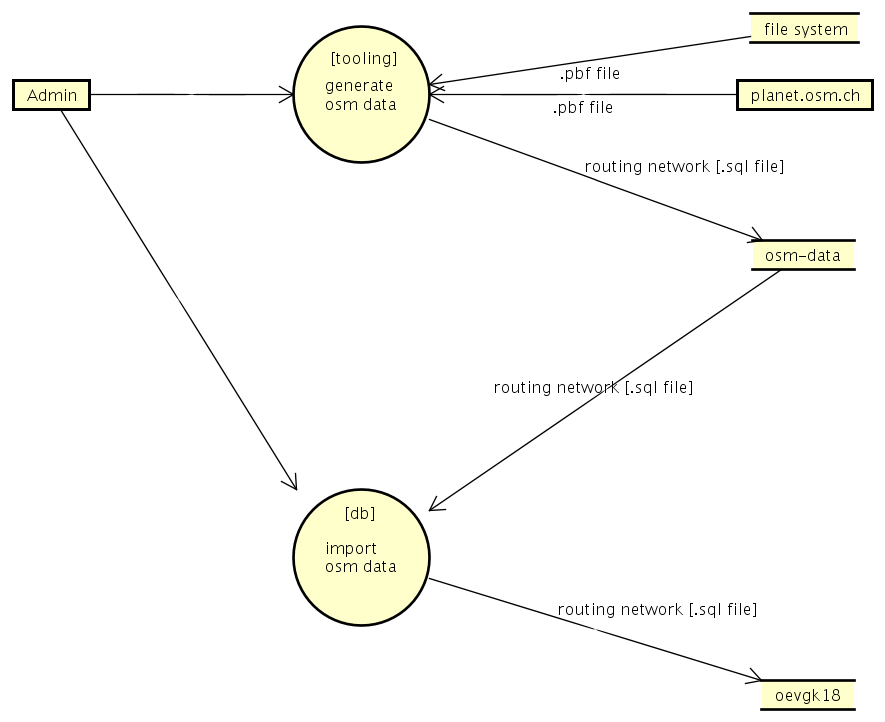 file system
[tooling]
generate
osm data
.pbf file
Admin
planet.osm.ch
.pbf file
routing network [.sql file]
osm-data
routing network [.sql file]
[db]
import
osm data
routing network [.sql file]
oevgk18